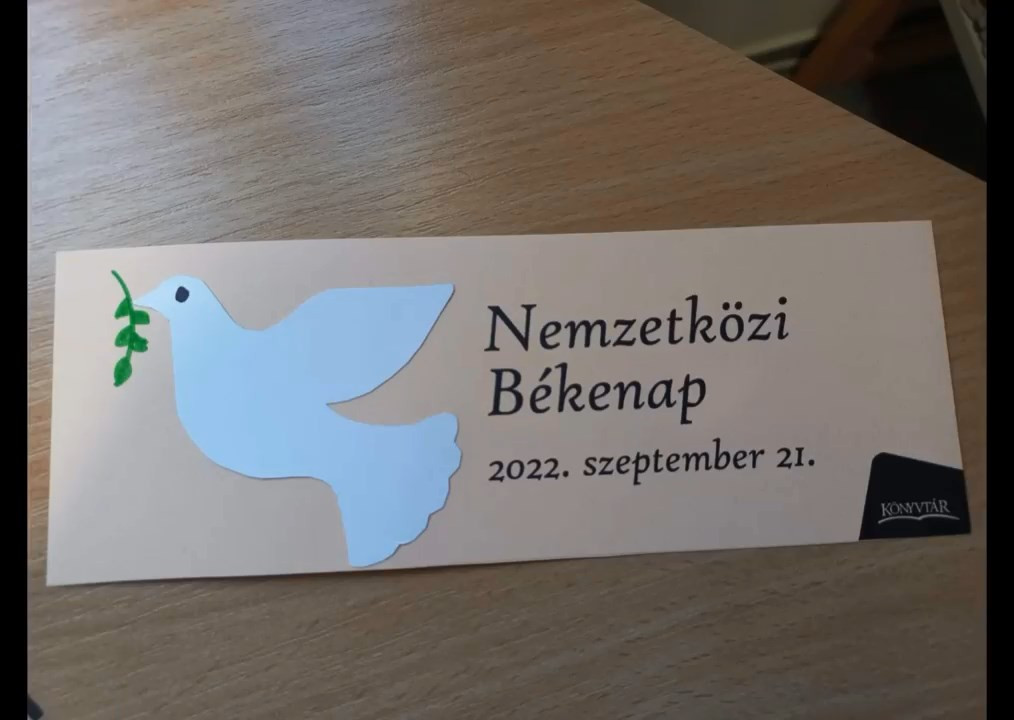 Nemzetközi
Békenap
2022. szeptember 21.
KÖNYVTÁR